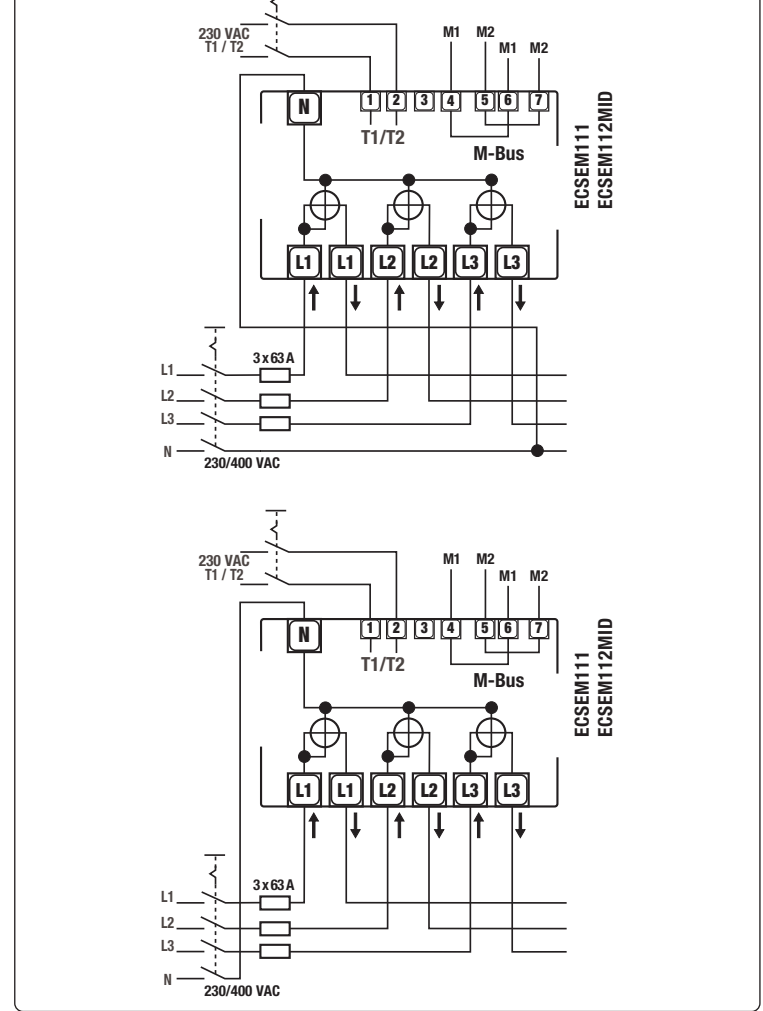 230 VAC
T1 / T2
M1 M2
M1 M2
N 1 2 3 4 5 6 7
T1/T2
M-Bus
ECSEM111
ECSEM112MID
L1 L1 L2 L2 L3 L3
3 x 63 A
L1
L2
L3
N
230/400 VAC
230 VAC
T1 / T2
M1 M2
M1 M2
N 1 2 3 4 5 6 7
T1/T2
M-Bus
ECSEM111
ECSEM112MID
L1 L1 L2 L2 L3 L3
3 x 63 A
L1
L2
L3
N
230/400 VAC